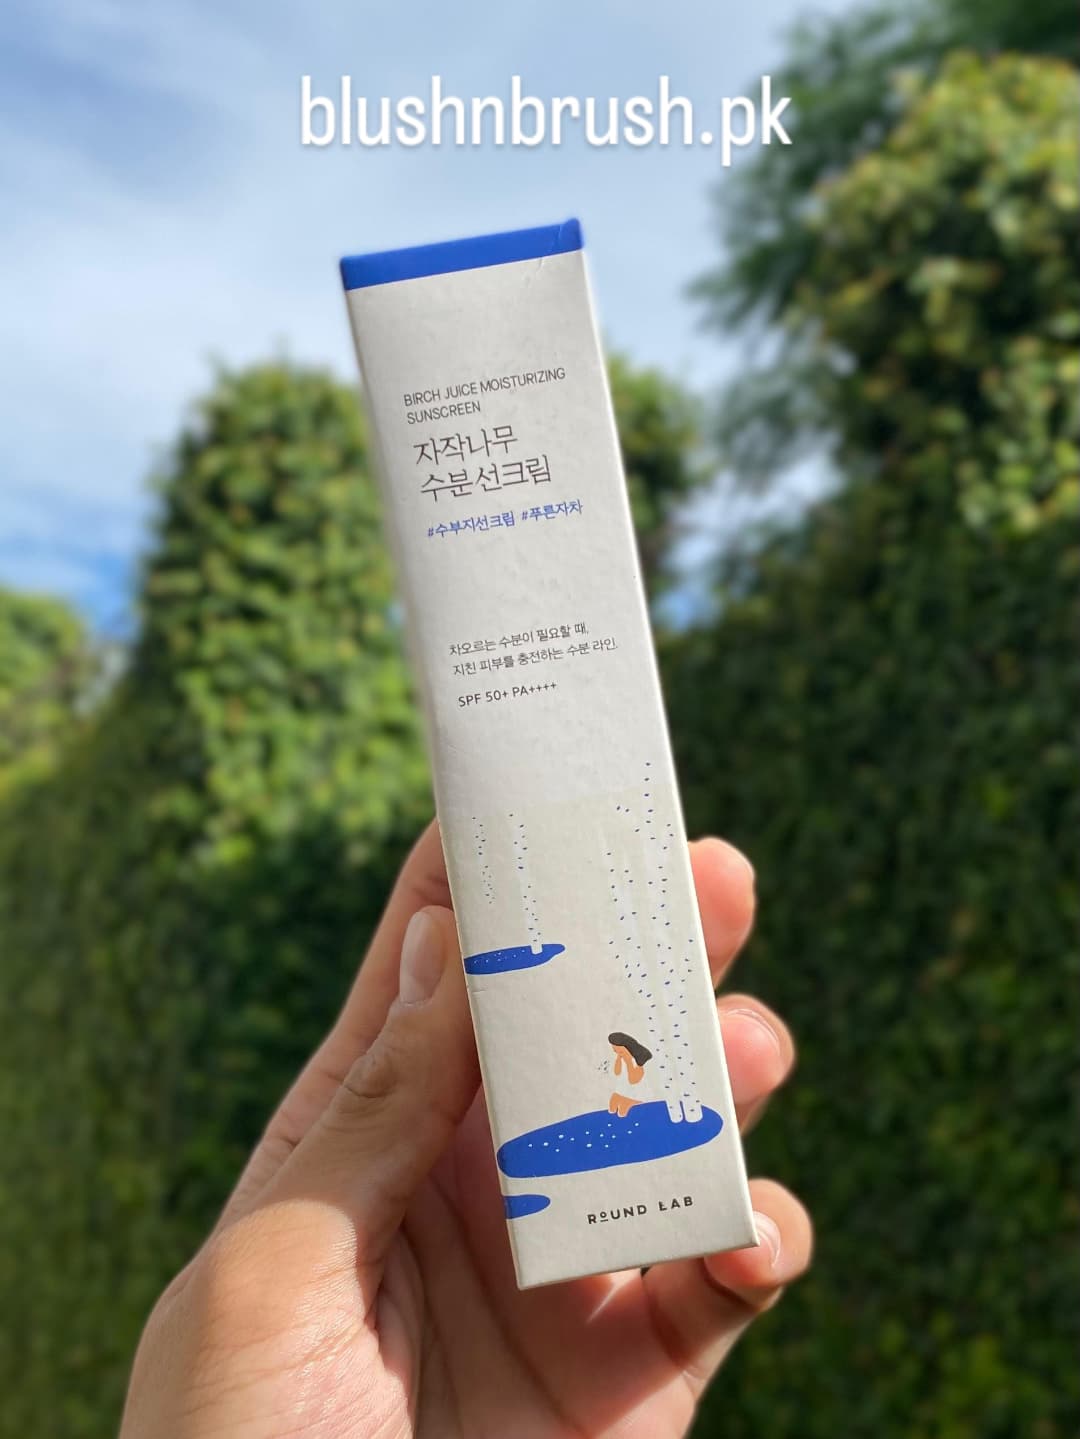 blushnbrush.pk
BIRCH JUICE MOISTURIZING
SUNSCREEN
자작나무
수분선크림
#수부지선크림 #푸른자차
차오르는 수분이 필요할 때,
지친 피부를 충전하는 수분 라인.
SPF 50+ PA++++
ROUND LAB